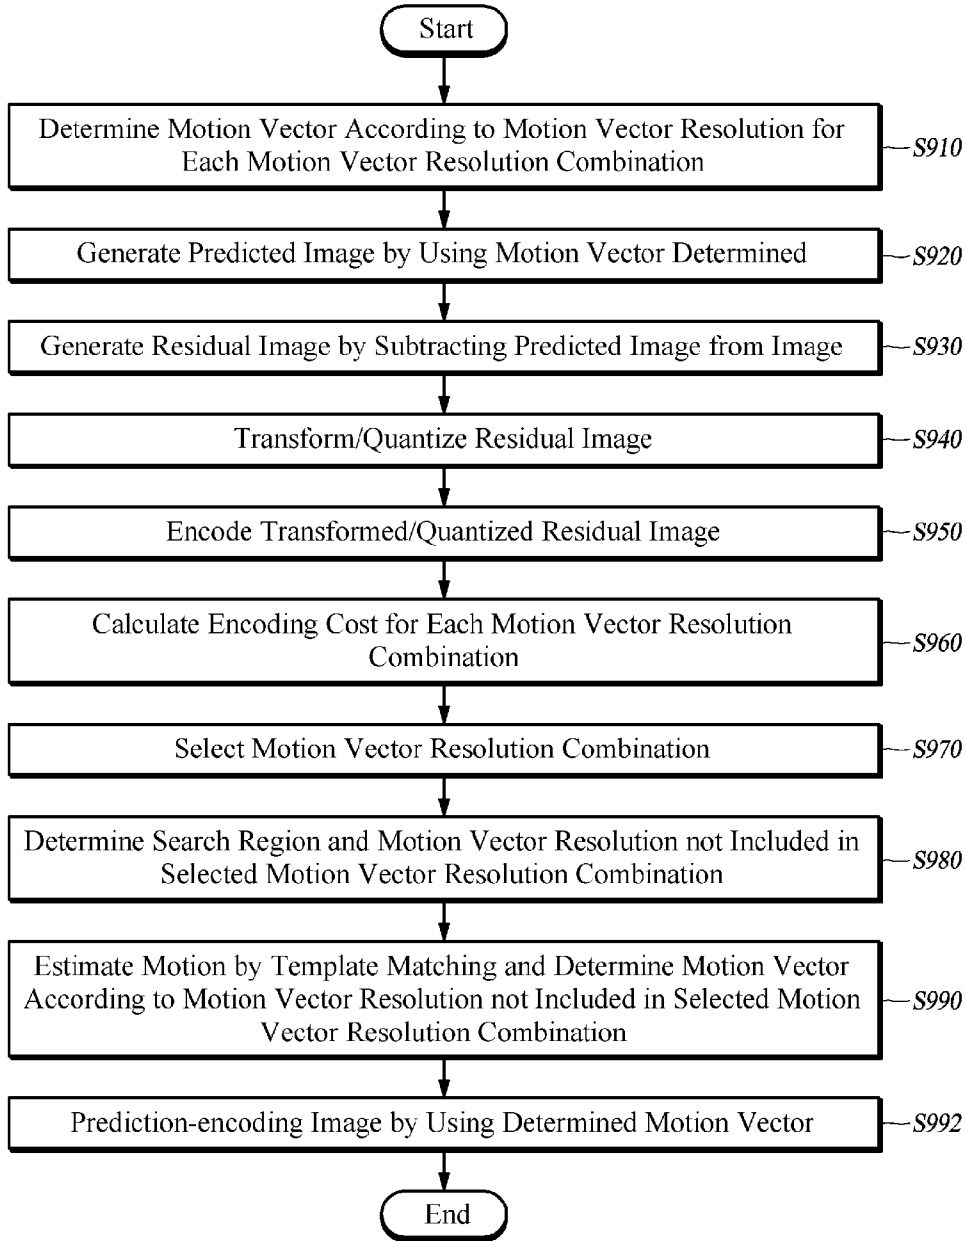 Start
Determine Motion Vector According to Motion Vector Resolution for
Each Motion Vector Resolution Combination
S910
Generate Predicted Image by Using Motion Vector Determined
S920
Generate Residual Image by Subtracting Predicted Image from Image
S930
Transform/Quantize Residual Image
S940
Encode Transformed/Quantized Residual Image
S950
Calculate Encoding Cost for Each Motion Vector Resolution
Combination
S960
Select Motion Vector Resolution Combination
S970
Determine Search Region and Motion Vector Resolution not Included in
Selected Motion Vector Resolution Combination
S980
Estimate Motion by Template Matching and Determine Motion Vector
According to Motion Vector Resolution not Included in Selected Motion
Vector Resolution Combination
S990
Prediction-encoding Image by Using Determined Motion Vector
S992
End